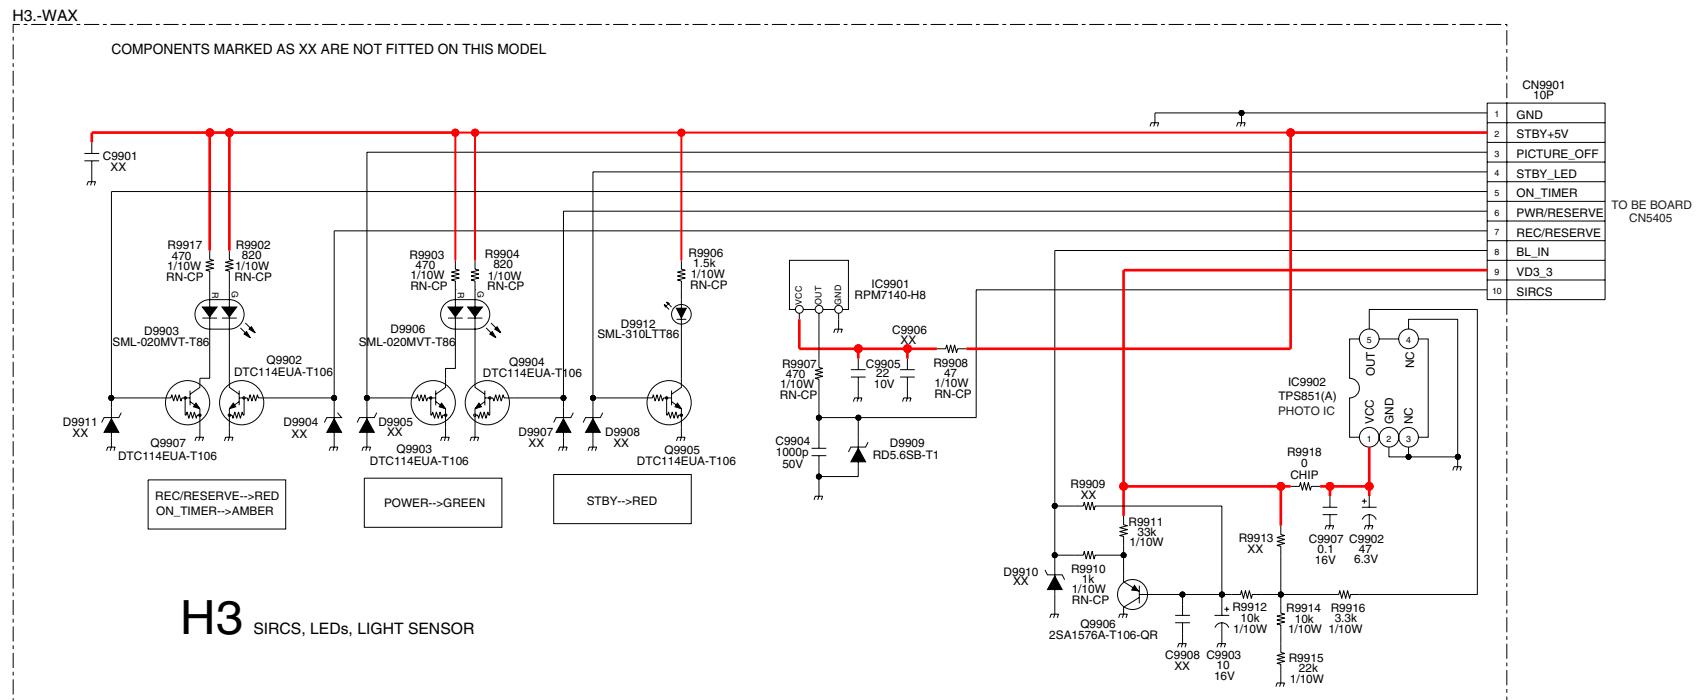 H3.-WAX
COMPONENTS MARKED AS XX ARE NOT FITTED ON THIS MODEL
CN9901
10P
1 GND
2 STBY+5V
3 PICTURE_OFF
4 STBY_LED
5 ON_TIMER
6 PWR/RESERVE
7 REC/RESERVE
8 BL_IN
9 VD3_3
10 SIRCS
TO BE BOARD
CN5405
C9901
XX
R9917
470
1/10W
RN-CP
R9902
820
1/10W
RN-CP
R
G
D9903
SML-020MVT-T86
Q9902
DTC114EUA-T106
D9911
XX
Q9907
DTC114EUA-T106
D9904
XX
REC/RESERVE-->RED
ON_TIMER-->AMBER
R9903
470
1/10W
RN-CP
R9904
820
1/10W
RN-CP
R
G
D9906
SML-020MVT-T86
Q9904
DTC114EUA-T106
D9905
XX
Q9903
DTC114EUA-T106
D9907
XX
POWER-->GREEN
R9906
1.5k
1/10W
RN-CP
D9912
SML-310LTT86
D9908
XX
Q9905
DTC114EUA-T106
STBY-->RED
IC9901
RPM7140-H8
VCC
OUT
GND
R9907
470
1/10W
RN-CP
C9905
22
10V
C9906
XX
R9908
47
1/10W
RN-CP
C9904
1000p
50V
D9909
RD5.6SB-T1
IC9902
TPS851(A)
PHOTO IC
5
4
OUT
NC
VCC
GND
NC
1
2
3
R9918
0
CHIP
R9909
XX
R9911
33k
1/10W
R9913
XX
C9907
0.1
16V
C9902
47
6.3V
D9910
XX
R9910
1k
1/10W
RN-CP
Q9906
2SA1576A-T106-QR
C9908
XX
C9903
10
16V
R9912
10k
1/10W
R9914
10k
1/10W
R9916
3.3k
1/10W
R9915
22k
1/10W
H3 SIRCS, LEDs, LIGHT SENSOR